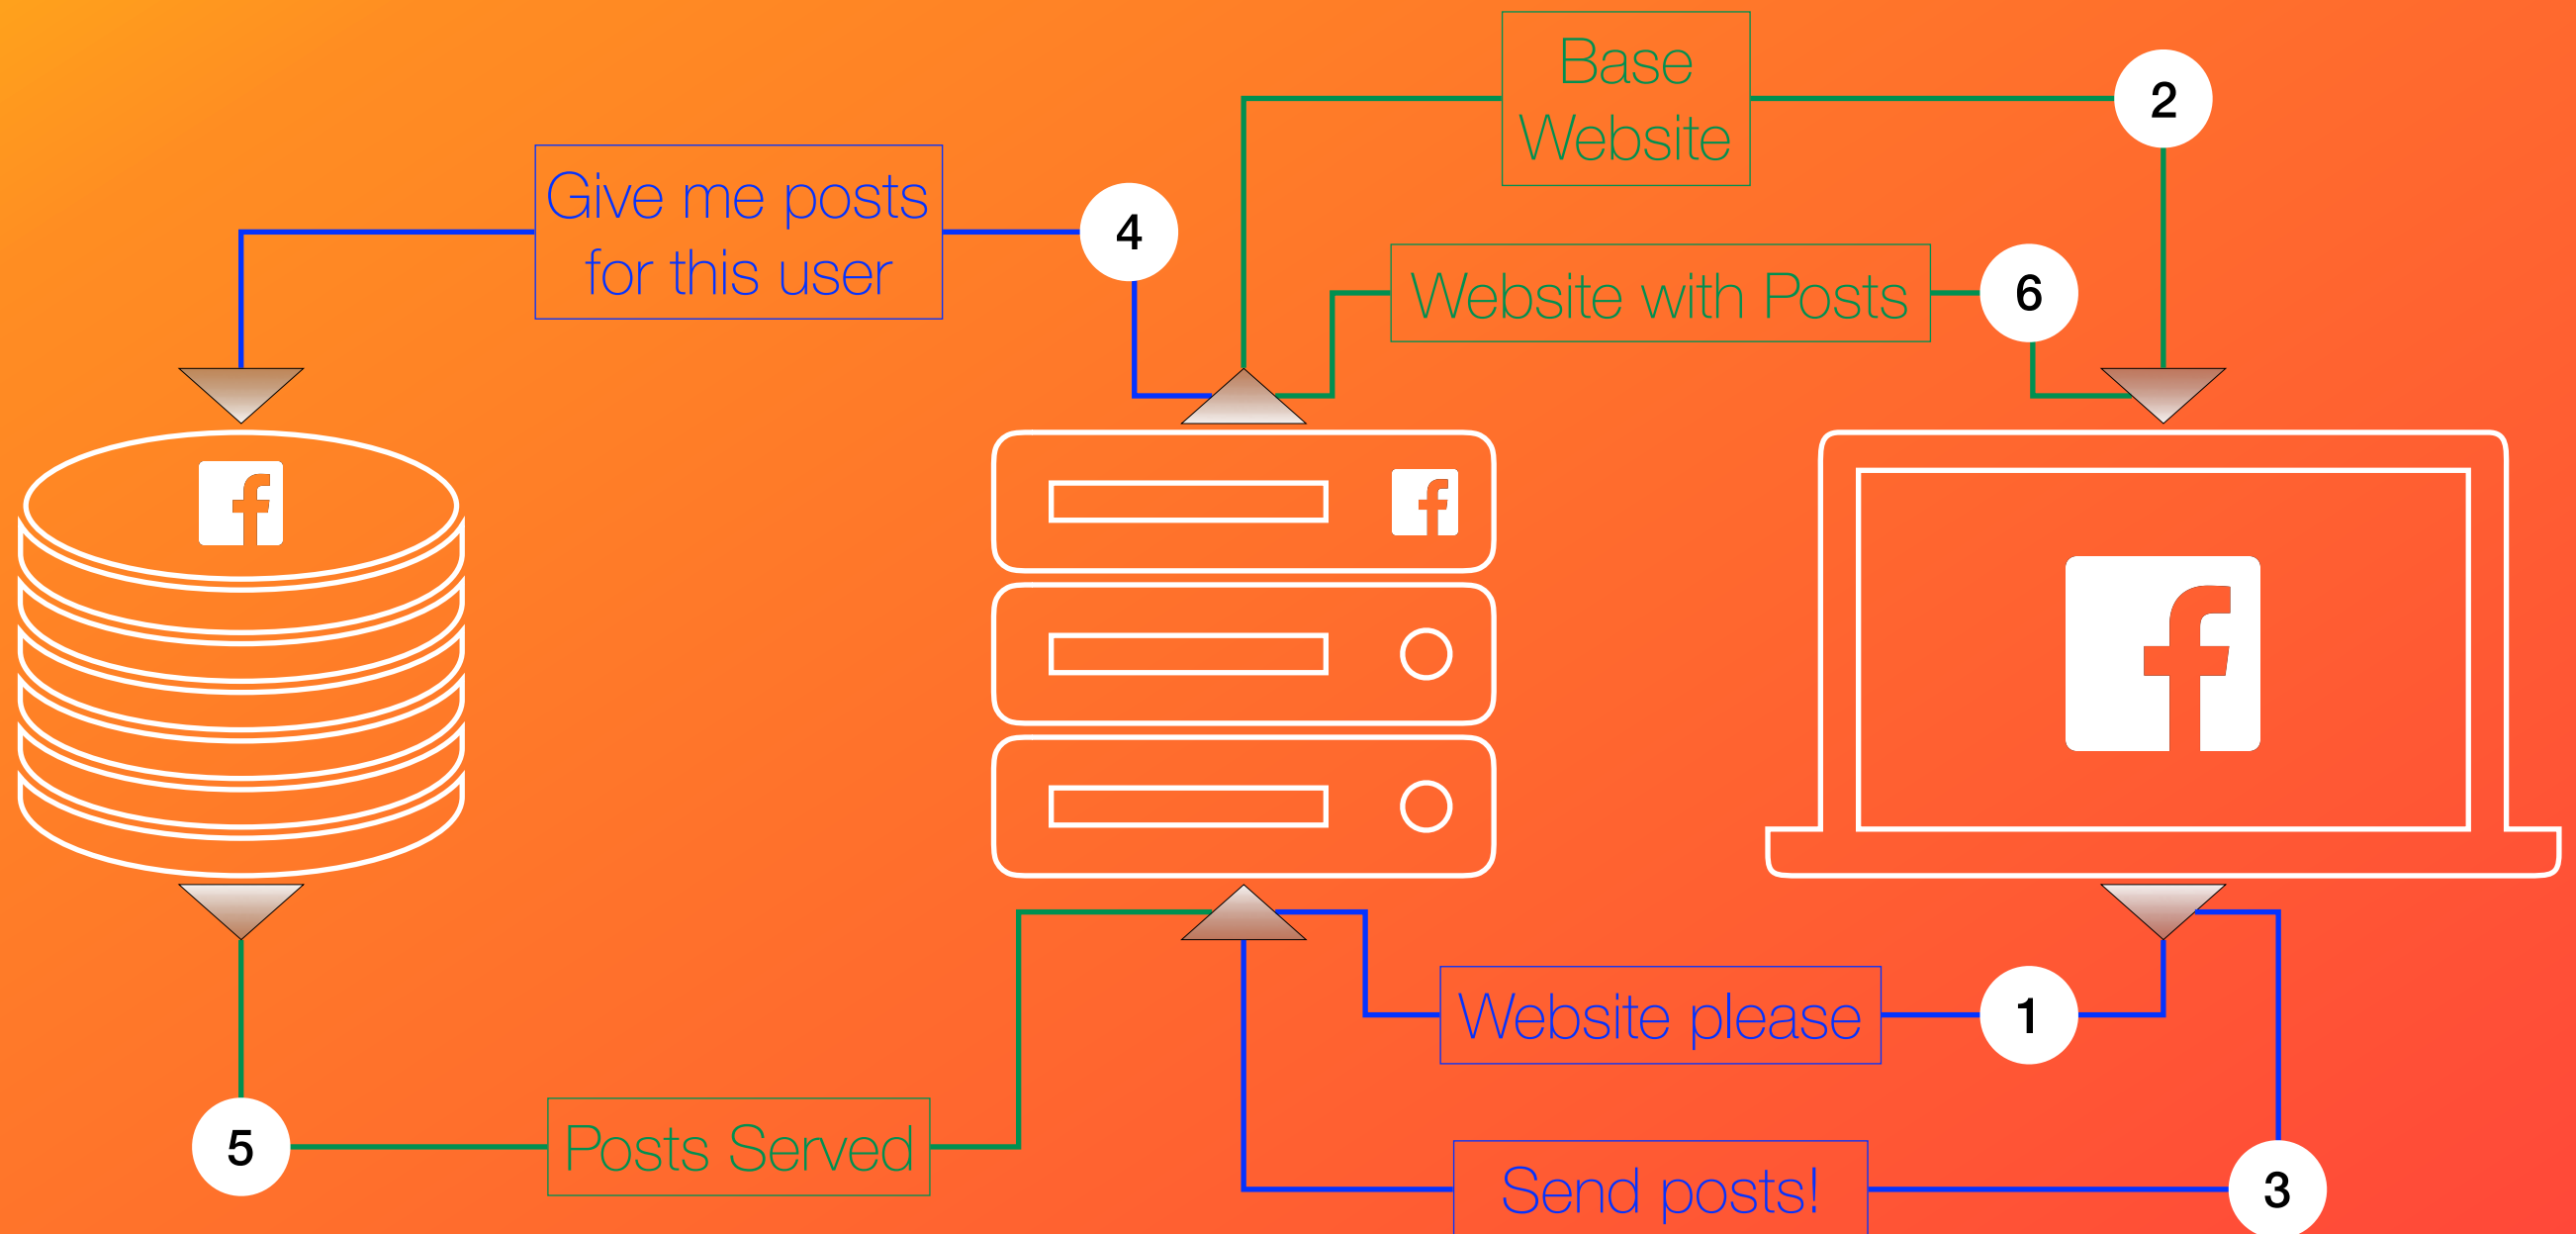 Base
Website
2
Give me posts
for this user
4
Website with Posts
6
f
f
f
Website please
1
Posts Served
5
Send posts!
3